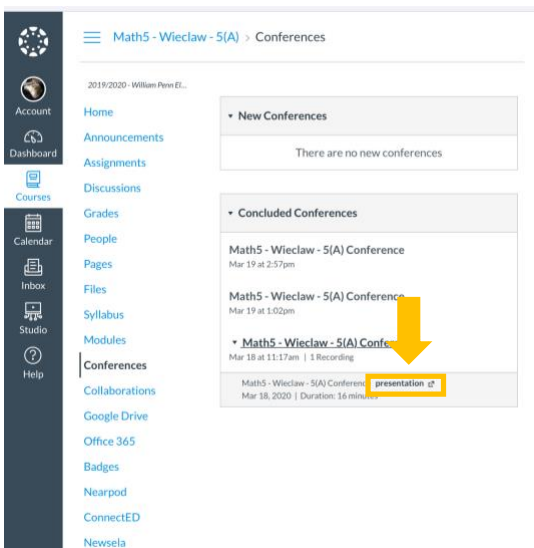 Math5 - Wieclaw - 5(A) > Conferences
2019/2020 - William Penn El...
Account
Dashboard
Courses
Calendar
Inbox
Studio
Help
Home
Announcements
Assignments
Discussions
Grades
People
Pages
Files
Syllabus
Modules
Conferences
Collaborations
Google Drive
Office 365
Badges
Nearpod
ConnectED
Newsela
New Conferences
There are no new conferences
Concluded Conferences
Math5 - Wieclaw - 5(A) Conference
Mar 19 at 2:57pm
Math5 - Wieclaw - 5(A) Conference
Mar 19 at 1:02pm
Math5 - Wieclaw - 5(A) Confe
Mar 18 at 11:17am | 1 Recording
Math5 - Wieclaw - 5(A) Conferenc presentation
Mar 18, 2020 | Duration: 16 minutes